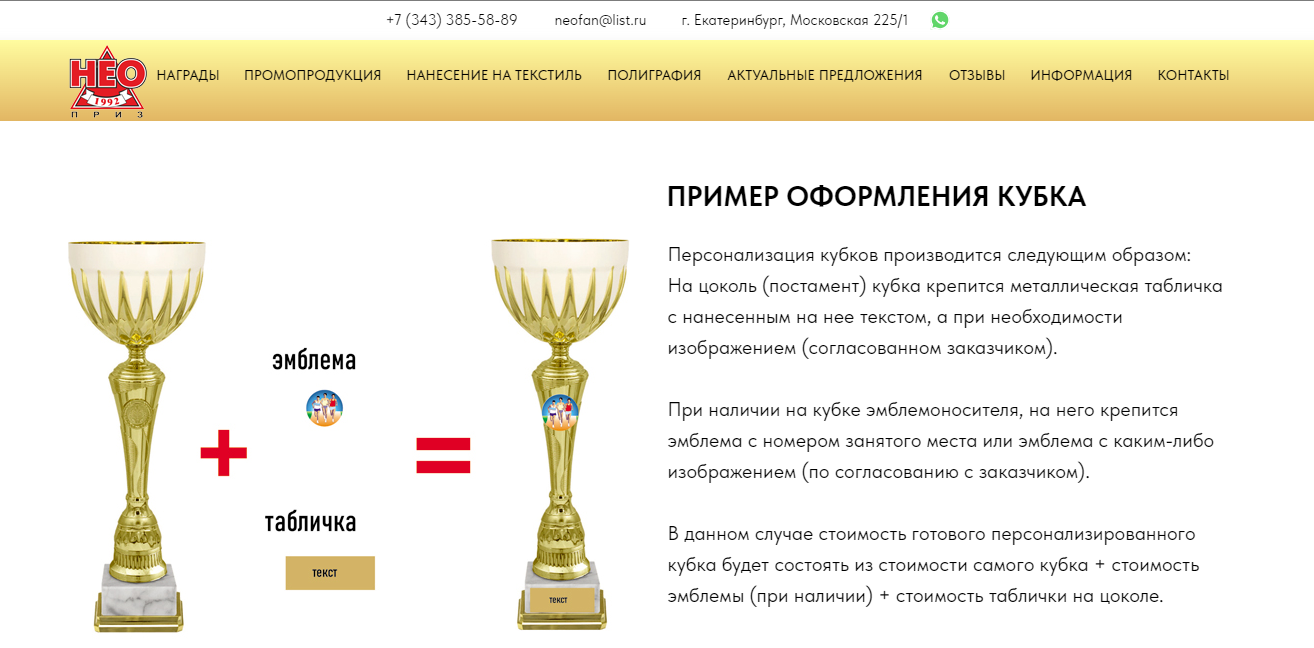 +7 (343) 385-58-89 neofan@list.ru г. Екатеринбург, Московская 225/1
НЕО
1992
ПРИЗ
НАГРАДЫ ПРОМОПРОДУКЦИЯ НАНЕСЕНИЕ НА ТЕКСТИЛЬ ПОЛИГРАФИЯ АКТУАЛЬНЫЕ ПРЕДЛОЖЕНИЯ ОТЗЫВЫ ИНФОРМАЦИЯ КОНТАКТЫ
эмблема
табличка
текст
текст
ПРИМЕР ОФОРМЛЕНИЯ КУБКА
Персонализация кубков производится следующим образом:
На цоколь (постамент) кубка крепится металлическая табличка
с нанесенным на нее текстом, а при необходимости
изображением (согласованном заказчиком).
При наличии на кубке эмблемоносителя, на него крепится
эмблема с номером занятого места или эмблема с каким-либо
изображением (по согласованию с заказчиком).
В данном случае стоимость готового персонализированного
кубка будет состоять из стоимости самого кубка + стоимость
эмблемы (при наличии) + стоимость таблички на цоколе.